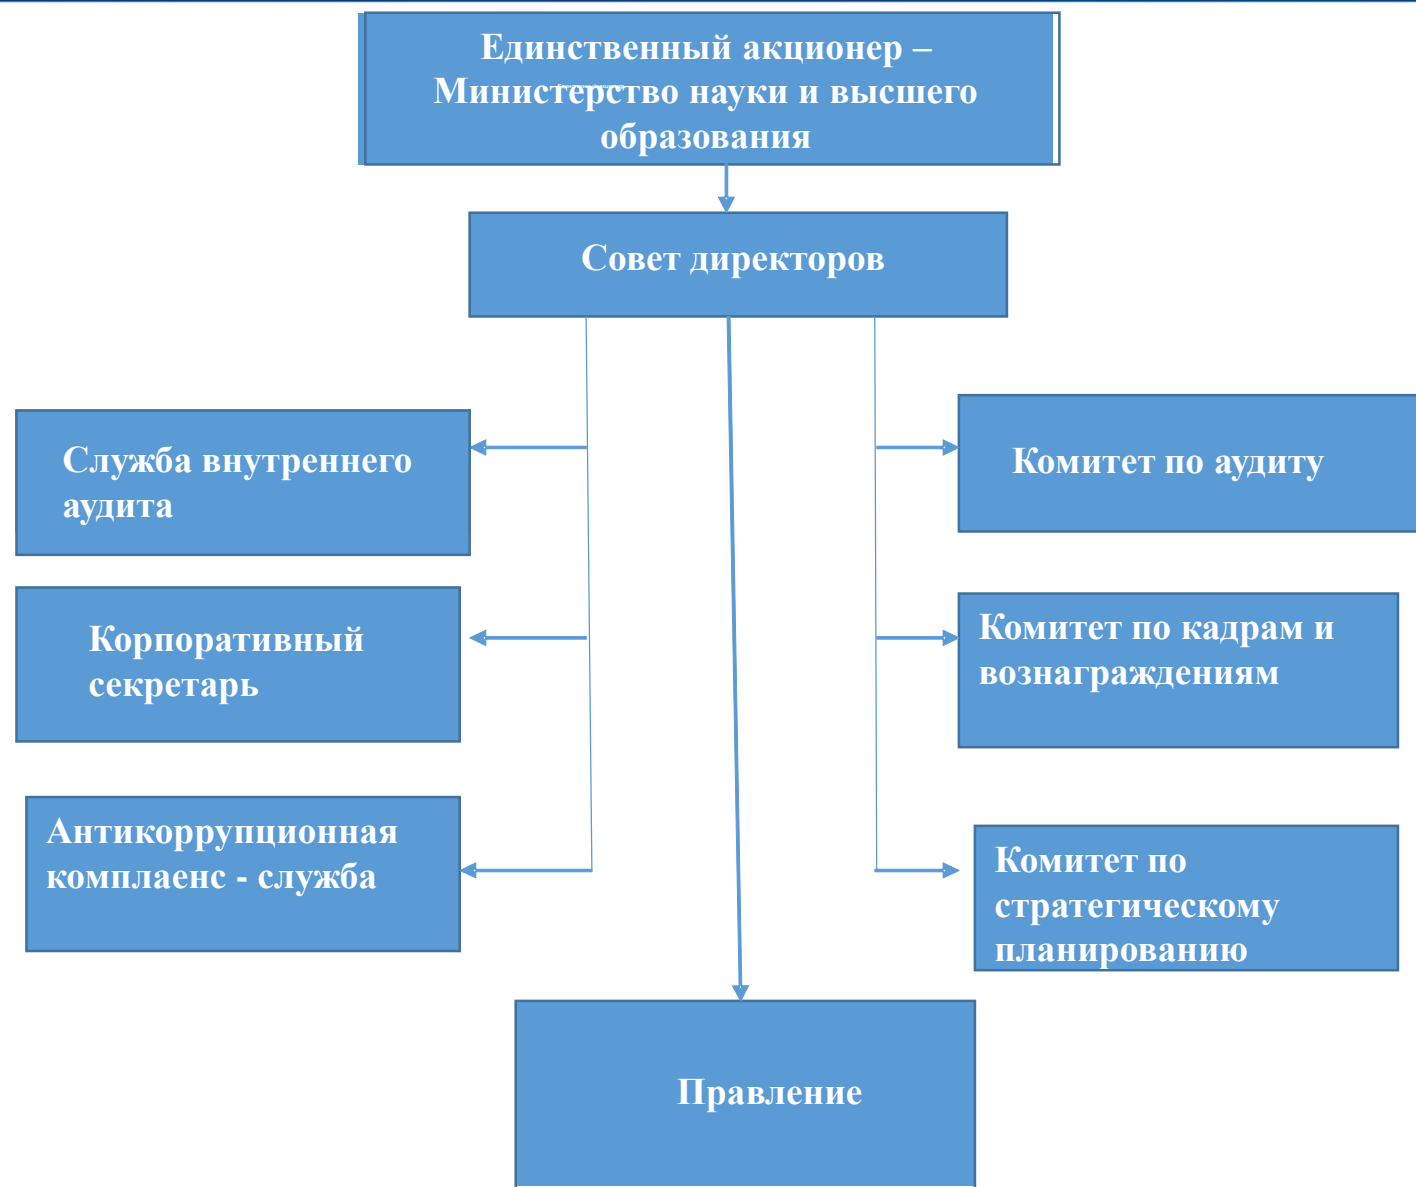 Единственный акционер –
Министерство науки и высшего
образования
Совет директоров
Служба внутреннего
аудита
Комитет по аудиту
Корпоративный
секретарь
Комитет по кадрам и
вознаграждениям
Антикоррупционная
комплаенс - служба
Комитет по
стратегическому
планированию
Правление